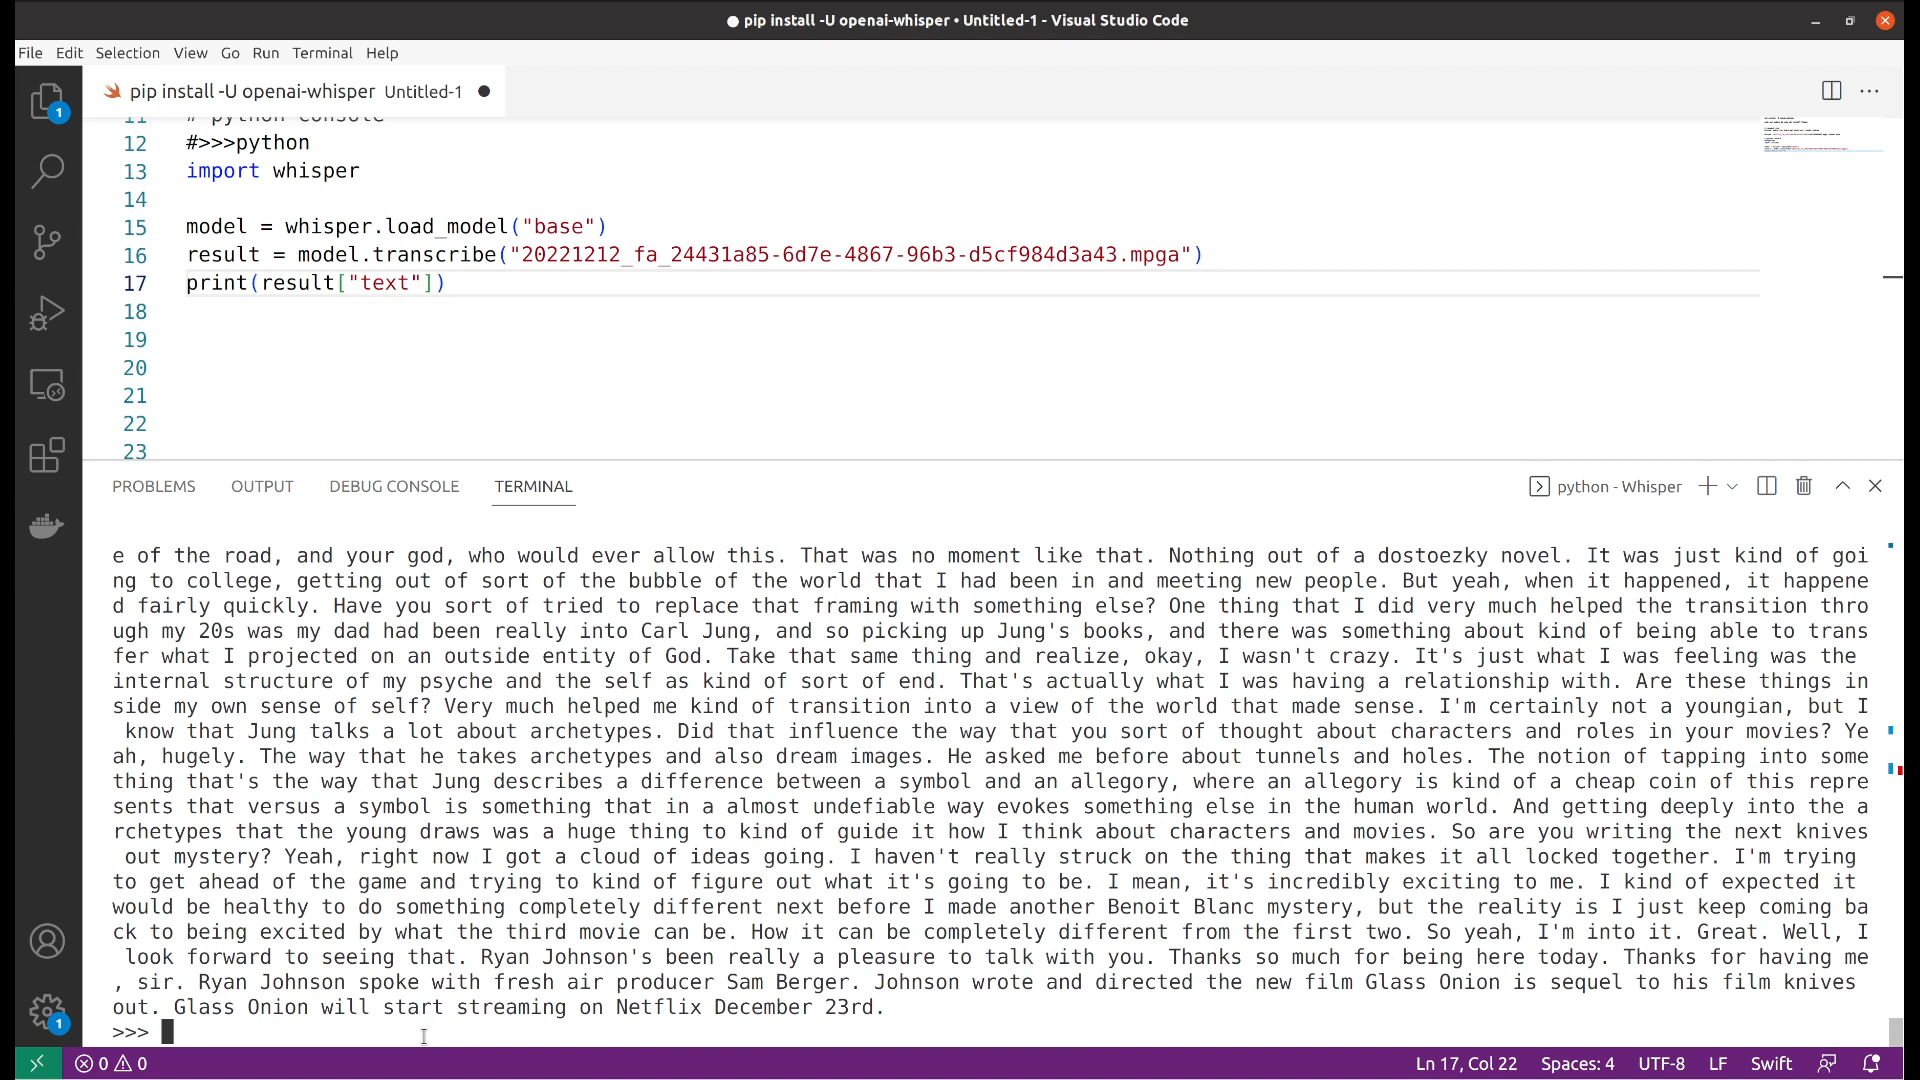 pip install -U openai-whisper • Untitled-1 - Visual Studio Code
File Edit Selection View Go Run Terminal Help
1
pip install -U openai-whisper Untitled-1
11 # python console
12 #>>>python
13 import whisper
14
15 model = whisper.load_model("base")
16 result = model.transcribe("20221212_fa_24431a85-6d7e-4867-96b3-d5cf984d3a43.mpga")
17 print(result["text"])
18
19
20
21
22
23
PROBLEMS OUTPUT DEBUG CONSOLE TERMINAL python - Whisper
e of the road, and your god, who would ever allow this. That was no moment like that. Nothing out of a dostoezky novel. It was just kind of goi
ng to college, getting out of sort of the bubble of the world that I had been in and meeting new people. But yeah, when it happened, it happene
d fairly quickly. Have you sort of tried to replace that framing with something else? One thing that I did very much helped the transition thro
ugh my 20s was my dad had been really into Carl Jung, and so picking up Jung's books, and there was something about kind of being able to trans
fer what I projected on an outside entity of God. Take that same thing and realize, okay, I wasn't crazy. It's just what I was feeling was the
internal structure of my psyche and the self as kind of sort of end. That's actually what I was having a relationship with. Are these things in
side my own sense of self? Very much helped me kind of transition into a view of the world that made sense. I'm certainly not a youngian, but I
know that Jung talks a lot about archetypes. Did that influence the way that you sort of thought about characters and roles in your movies? Ye
ah, hugely. The way that he takes archetypes and also dream images. He asked me before about tunnels and holes. The notion of tapping into some
thing that's the way that Jung describes a difference between a symbol and an allegory, where an allegory is kind of a cheap coin of this repre
sents that versus a symbol is something that in a almost undefiable way evokes something else in the human world. And getting deeply into the a
rchetypes that the young draws was a huge thing to kind of guide it how I think about characters and movies. So are you writing the next knives
out mystery? Yeah, right now I got a cloud of ideas going. I haven't really struck on the thing that makes it all locked together. I'm trying
to get ahead of the game and trying to kind of figure out what it's going to be. I mean, it's incredibly exciting to me. I kind of expected it
would be healthy to do something completely different next before I made another Benoit Blanc mystery, but the reality is I just keep coming ba
ck to being excited by what the third movie can be. How it can be completely different from the first two. So yeah, I'm into it. Great. Well, I
look forward to seeing that. Ryan Johnson's been really a pleasure to talk with you. Thanks so much for being here today. Thanks for having me
, sir. Ryan Johnson spoke with fresh air producer Sam Berger. Johnson wrote and directed the new film Glass Onion is sequel to his film knives
out. Glass Onion will start streaming on Netflix December 23rd.
>>>
1
0 0 Ln 17, Col 22 Spaces: 4 UTF-8 LF Swift